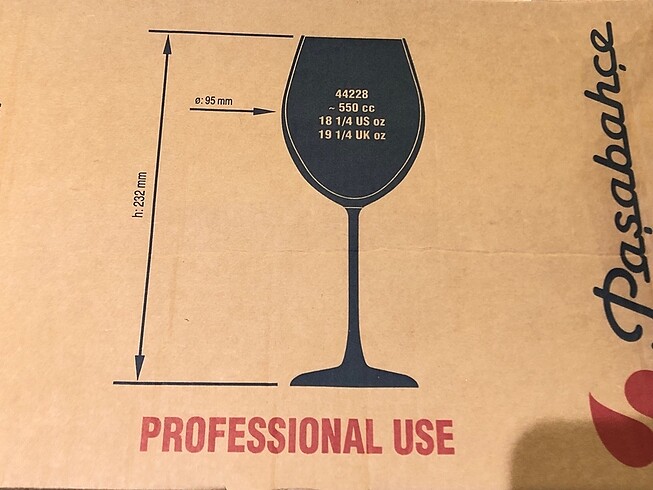 44228
~ 550 cc
18 1/4 US oz
19 1/4 UK oz
ø: 95 mm
h: 232 mm
PROFESSIONAL USE
Paşabahçe